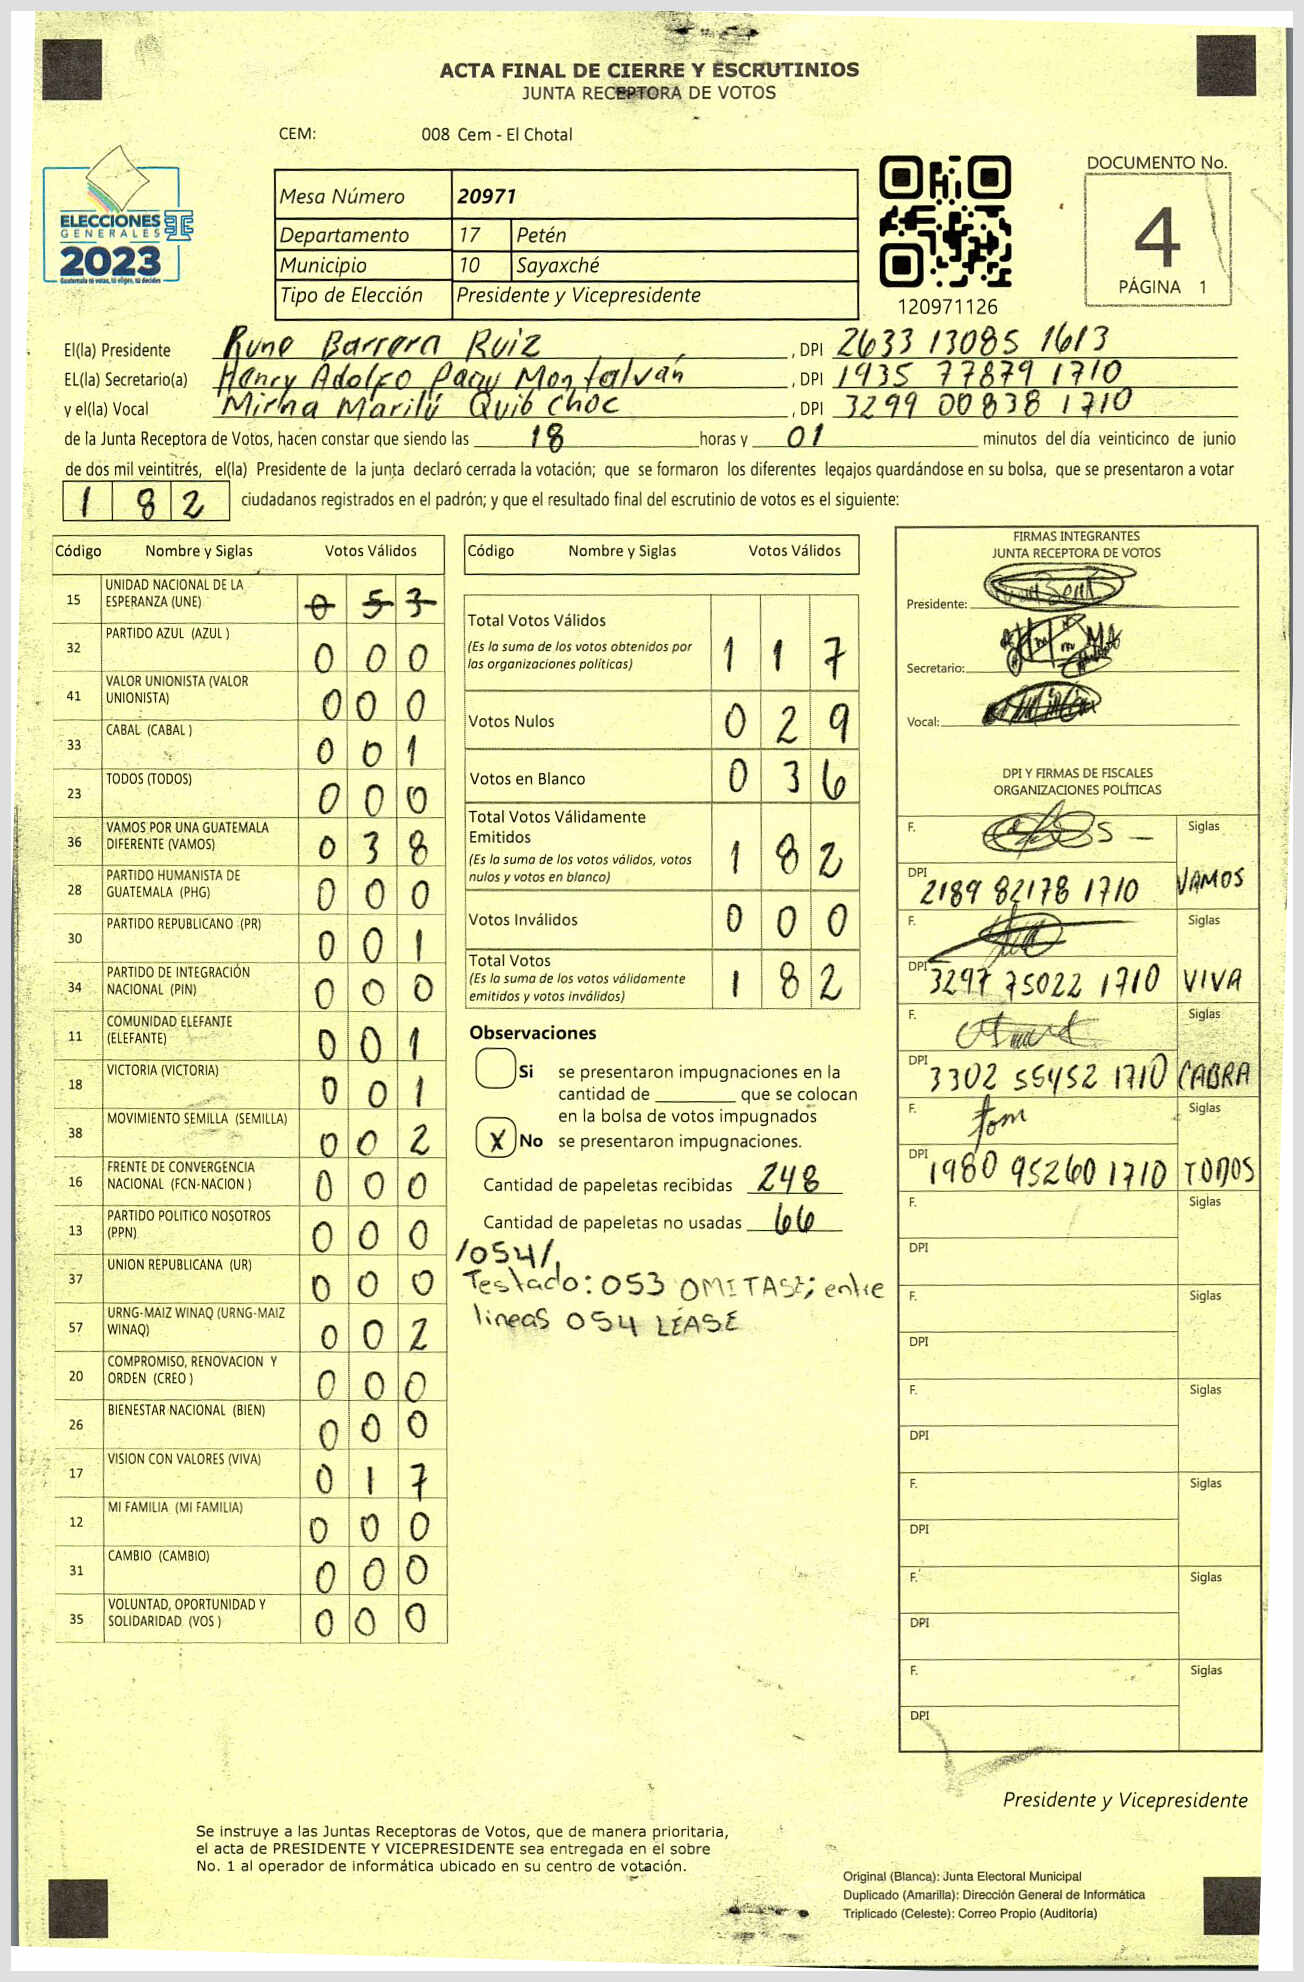 ACTA FINAL DE CIERRE Y ESCRUTINIOS
JUNTA RECEPTORA DE VOTOS
CEM: 008 Cem - El Chotal
ELECCIONES
GENERALES
2023
Guatemala tú votas, tú eliges, tú decides
Mesa Número 20971
Departamento 17 Petén
Municipio 10 Sayaxché
Tipo de Elección Presidente y Vicepresidente
120971126
DOCUMENTO No.
4
PÁGINA 1
El(la) Presidente Rune Barrera Ruiz , DPI 2633 13085 1613
EL(la) Secretario(a) Henry Adolfo Paau Montalván , DPI 1935 77879 1710
y el(la) Vocal Mirna Marilú Quib Choc , DPI 3299 00838 1710
de la Junta Receptora de Votos, hacen constar que siendo las 18 horas y 01 minutos del día veinticinco de junio
de dos mil veintitrés, el(la) Presidente de la junta declaró cerrada la votación; que se formaron los diferentes legajos guardándose en su bolsa, que se presentaron a votar
182 ciudadanos registrados en el padrón; y que el resultado final del escrutinio de votos es el siguiente:
Código Nombre y Siglas Votos Válidos
15 UNIDAD NACIONAL DE LA ESPERANZA (UNE) 0 5 3
32 PARTIDO AZUL (AZUL ) 0 0 0
41 VALOR UNIONISTA (VALOR UNIONISTA) 0 0 0
33 CABAL (CABAL ) 0 0 1
23 TODOS (TODOS) 0 0 0
36 VAMOS POR UNA GUATEMALA DIFERENTE (VAMOS) 0 3 8
28 PARTIDO HUMANISTA DE GUATEMALA (PHG) 0 0 0
30 PARTIDO REPUBLICANO (PR) 0 0 1
34 PARTIDO DE INTEGRACIÓN NACIONAL (PIN) 0 0 0
11 COMUNIDAD ELEFANTE (ELEFANTE) 0 0 1
18 VICTORIA (VICTORIA) 0 0 1
38 MOVIMIENTO SEMILLA (SEMILLA) 0 0 2
16 FRENTE DE CONVERGENCIA NACIONAL (FCN-NACION ) 0 0 0
13 PARTIDO POLITICO NOSOTROS (PPN) 0 0 0
37 UNION REPUBLICANA (UR) 0 0 0
57 URNG-MAIZ WINAQ (URNG-MAIZ WINAQ) 0 0 2
20 COMPROMISO, RENOVACION Y ORDEN (CREO ) 0 0 0
26 BIENESTAR NACIONAL (BIEN) 0 0 0
17 VISION CON VALORES (VIVA) 0 1 7
12 MI FAMILIA (MI FAMILIA) 0 0 0
31 CAMBIO (CAMBIO) 0 0 0
35 VOLUNTAD, OPORTUNIDAD Y SOLIDARIDAD (VOS ) 0 0 0
Código Nombre y Siglas Votos Válidos
Total Votos Válidos 1 1 7
(Es la suma de los votos obtenidos por
las organizaciones políticas)
Votos Nulos 0 2 9
Votos en Blanco 0 3 6
Total Votos Válidamente
Emitidos 1 8 2
(Es la suma de los votos válidos, votos
nulos y votos en blanco)
Votos Inválidos 0 0 0
Total Votos 1 8 2
(Es la suma de los votos válidamente
emitidos y votos inválidos)
Observaciones
Si se presentaron impugnaciones en la
cantidad de ________ que se colocan
en la bolsa de votos impugnados
X No se presentaron impugnaciones.
Cantidad de papeletas recibidas 248
Cantidad de papeletas no usadas 66
/054/.
Testado: 053 OMITASE; entre
lineas 054 LEASE
FIRMAS INTEGRANTES
JUNTA RECEPTORA DE VOTOS
Presidente:
Secretario:
Vocal:
DPI Y FIRMAS DE FISCALES
ORGANIZACIONES POLÍTICAS
F. Siglas
DPI 2189 82178 1710 VAMOS
F. Siglas
DPI 3297 75022 1710 VIVA
F. Siglas
DPI 3302 55452 1710 CABRA
F. Tom Siglas
DPI 1980 95260 1710 TODOS
F. Siglas
DPI
F. Siglas
DPI
F. Siglas
DPI
F. Siglas
DPI
F. Siglas
DPI
F. Siglas
DPI
Presidente y Vicepresidente
Se instruye a las Juntas Receptoras de Votos, que de manera prioritaria,
el acta de PRESIDENTE Y VICEPRESIDENTE sea entregada en el sobre
No. 1 al operador de informática ubicado en su centro de votación.
Original (Blanca): Junta Electoral Municipal
Duplicado (Amarilla): Dirección General de Informática
Triplicado (Celeste): Correo Propio (Auditoría)